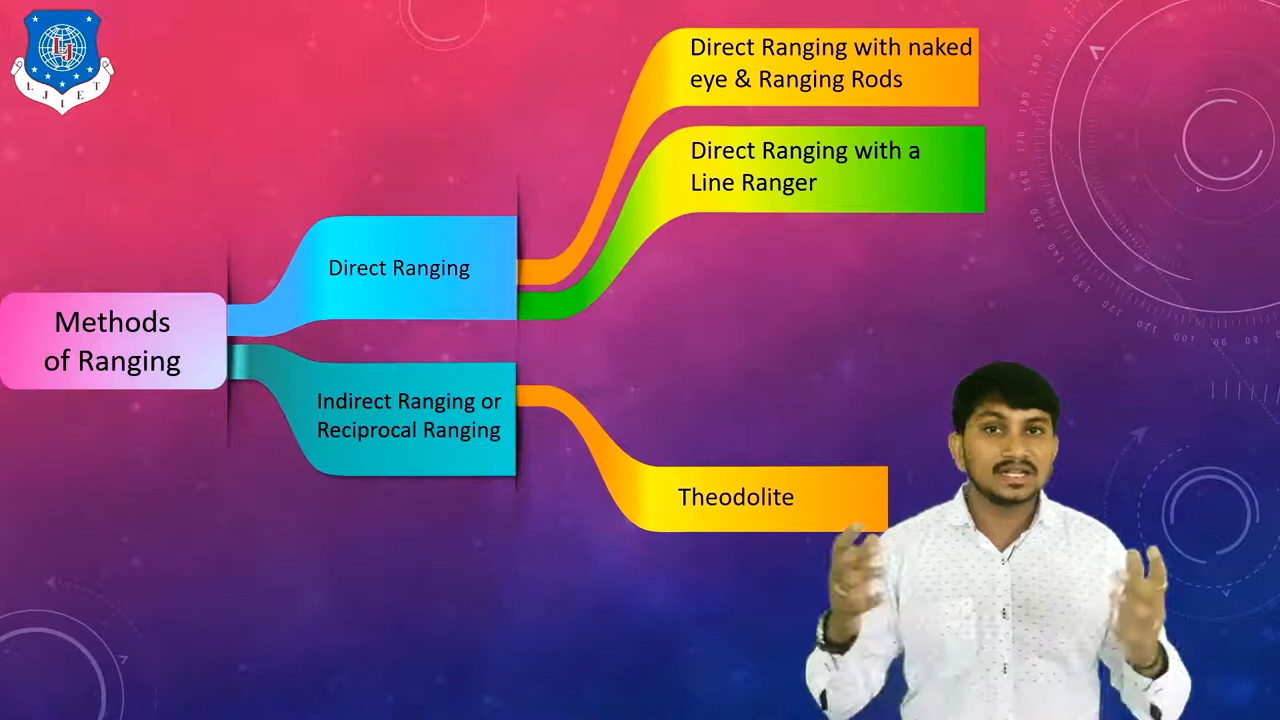 LJ
LJIET
Direct Ranging with naked
eye & Ranging Rods
Direct Ranging with a
Line Ranger
Direct Ranging
Methods
of Ranging
Indirect Ranging or
Reciprocal Ranging
Theodolite